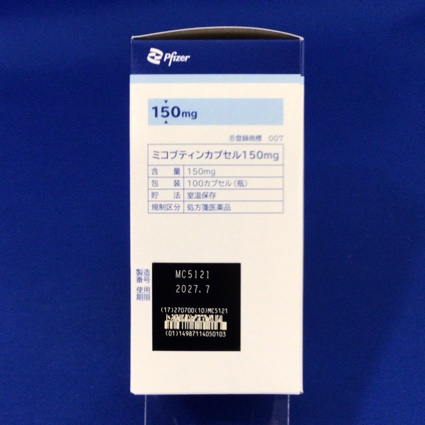 Pfizer
150mg
®登録商標 007
ミコブティンカプセル150mg
含 量 150mg
包 装 100カプセル(瓶)
貯 法 室温保存
規制区分 処方箋医薬品
製造番号 MC5121
使用期限 2027.7
(17)270700(10)MC5121
(01)14987114050103